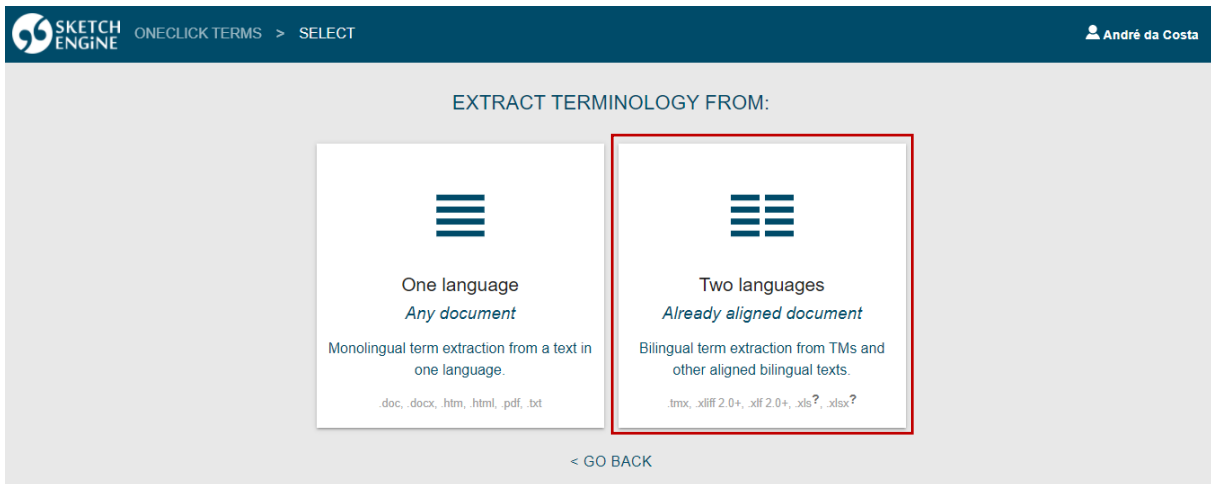 SKETCH
ENGiNE
ONECLICK TERMS > SELECT
André da Costa
EXTRACT TERMINOLOGY FROM:
One language
Any document
Monolingual term extraction from a text in
one language.
.doc, .docx, .htm, .html, .pdf, .txt
Two languages
Already aligned document
Bilingual term extraction from TMs and
other aligned bilingual texts.
.tmx, .xliff 2.0+, .xlf 2.0+, .xls?, .xlsx?
< GO BACK